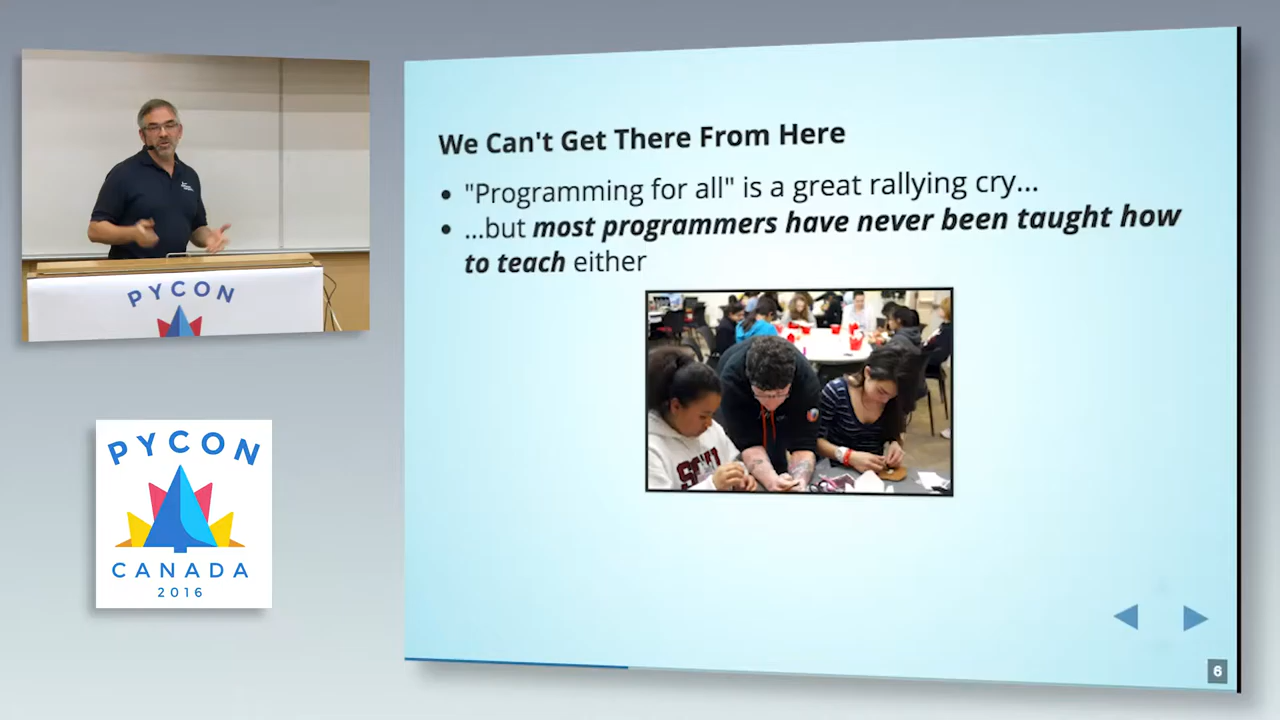 PYCON
PYCON
CANADA
2016
We Can't Get There From Here
• "Programming for all" is a great rallying cry...
• ...but most programmers have never been taught how
to teach either
6